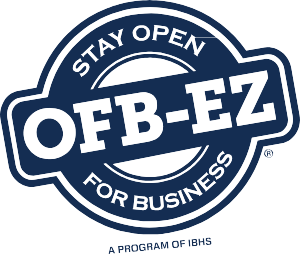 STAY OPEN
OFB-EZ
FOR BUSINESS
®
A PROGRAM OF IBHS